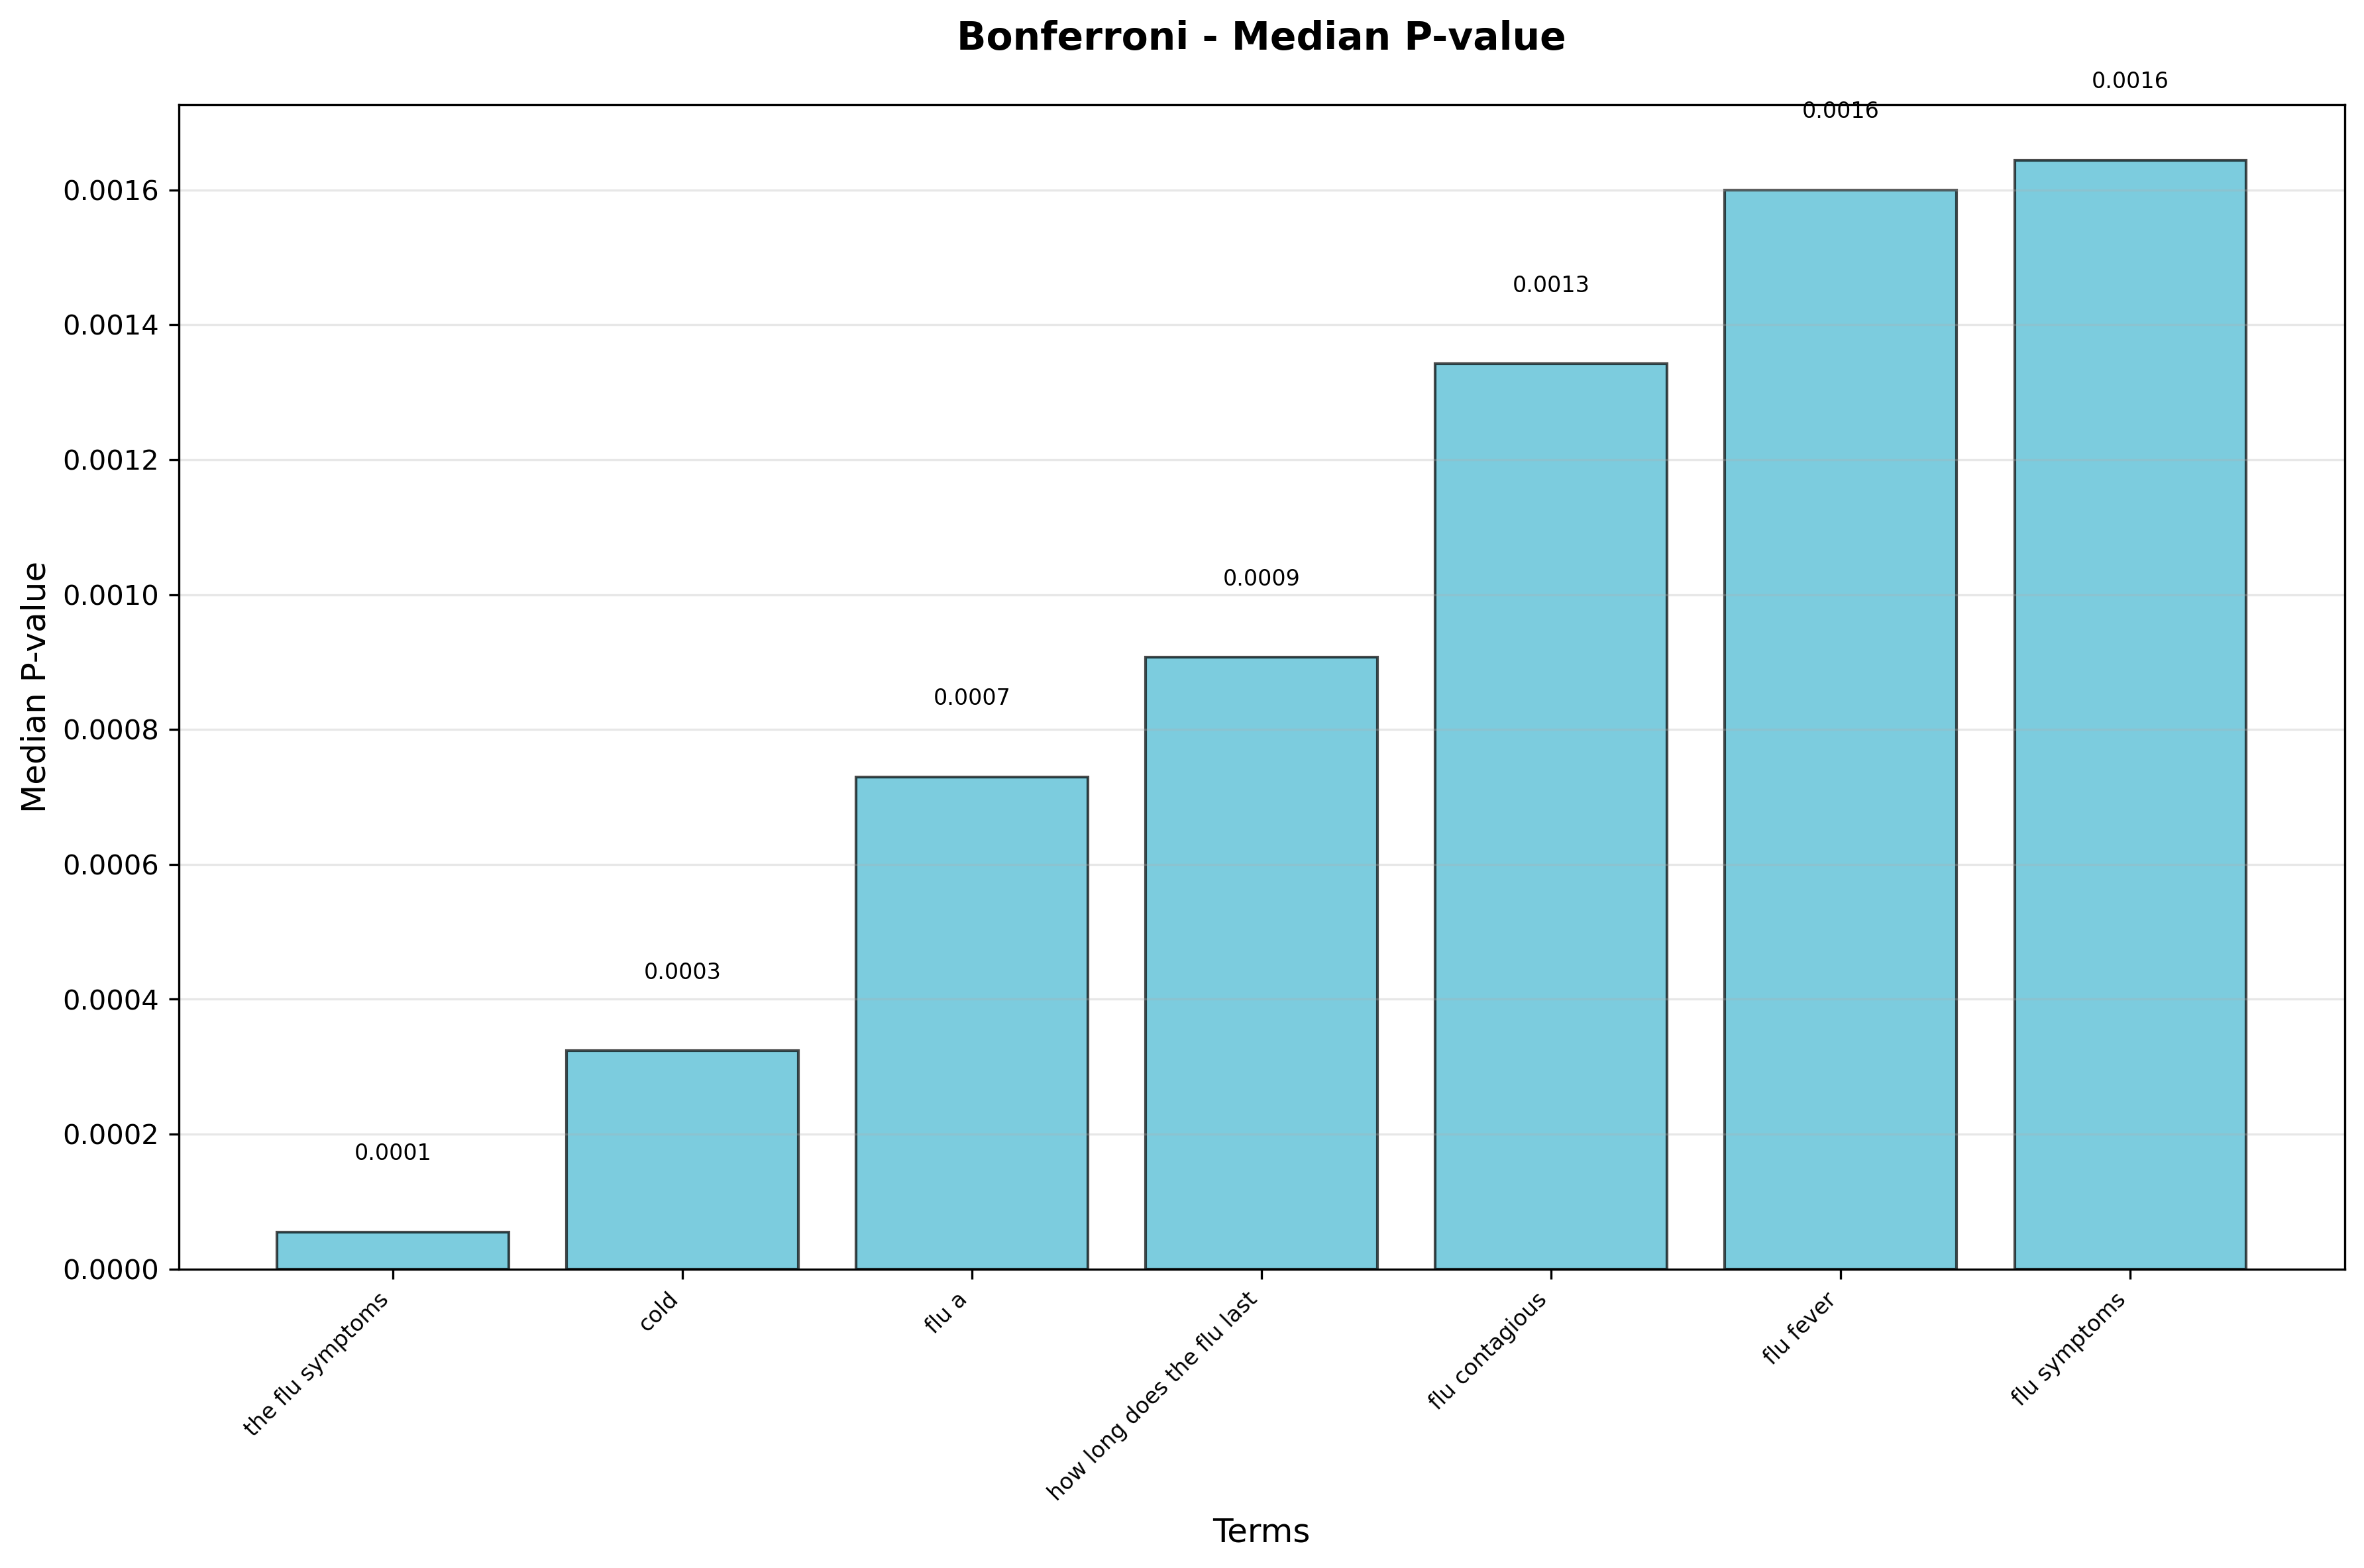 Bonferroni - Median P-value
0.0016
0.0016
0.0013
0.0009
0.0007
0.0003
0.0001
Median P-value
0.0016
0.0014
0.0012
0.0010
0.0008
0.0006
0.0004
0.0002
0.0000
the flu symptoms
cold
flu a
how long does the flu last
flu contagious
flu fever
flu symptoms
Terms